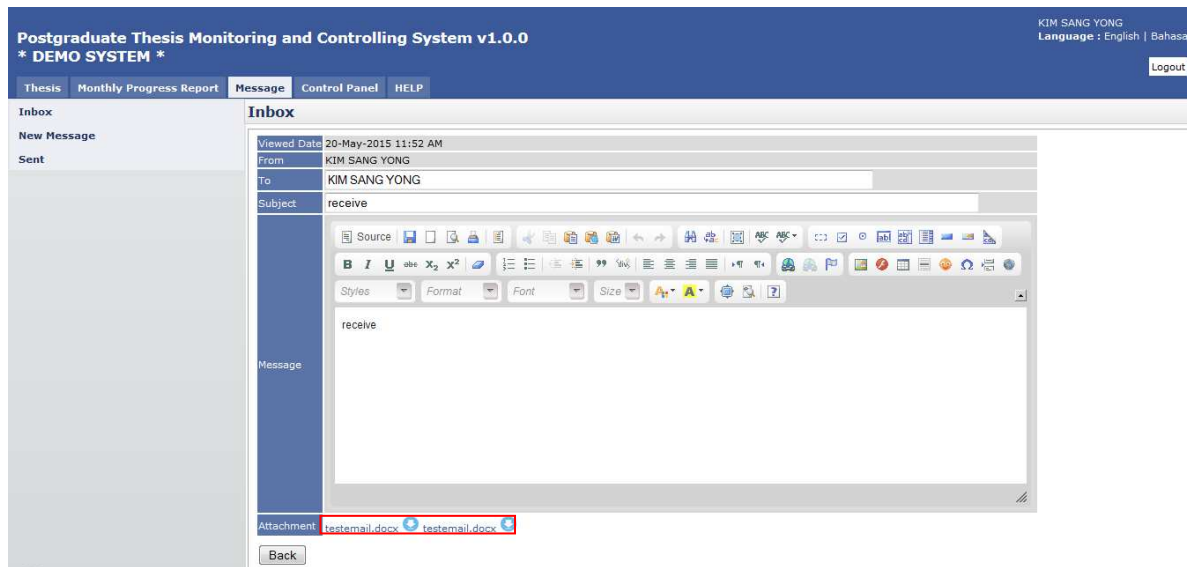 KIM SANG YONG
Language : English | Bahasa
Postgraduate Thesis Monitoring and Controlling System v1.0.0
* DEMO SYSTEM *
Logout
Thesis Monthly Progress Report Message Control Panel HELP
Inbox
New Message
Sent
Inbox
Viewed Date 20-May-2015 11:52 AM
From KIM SANG YONG
To KIM SANG YONG
Subject receive
Source
B I U abc X₂ X²
Styles Format Font Size A A
receive
Message
Attachment testemail.docx testemail.docx
Back